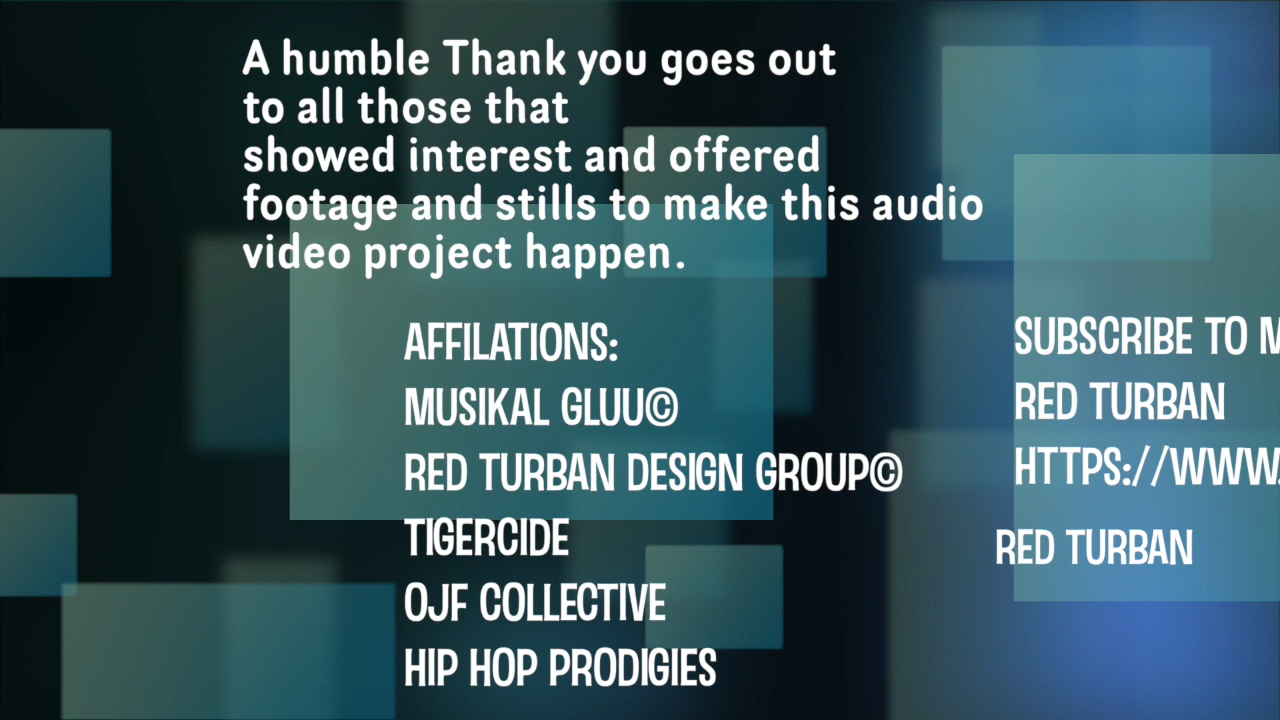 A humble Thank you goes out
to all those that
showed interest and offered
footage and stills to make this audio
video project happen.
AFFILATIONS:
MUSIKAL GLUU©
RED TURBAN DESIGN GROUP©
TIGERCIDE
OJF COLLECTIVE
HIP HOP PRODIGIES
SUBSCRIBE TO
RED TURBAN
HTTPS://WWW.
RED TURBAN